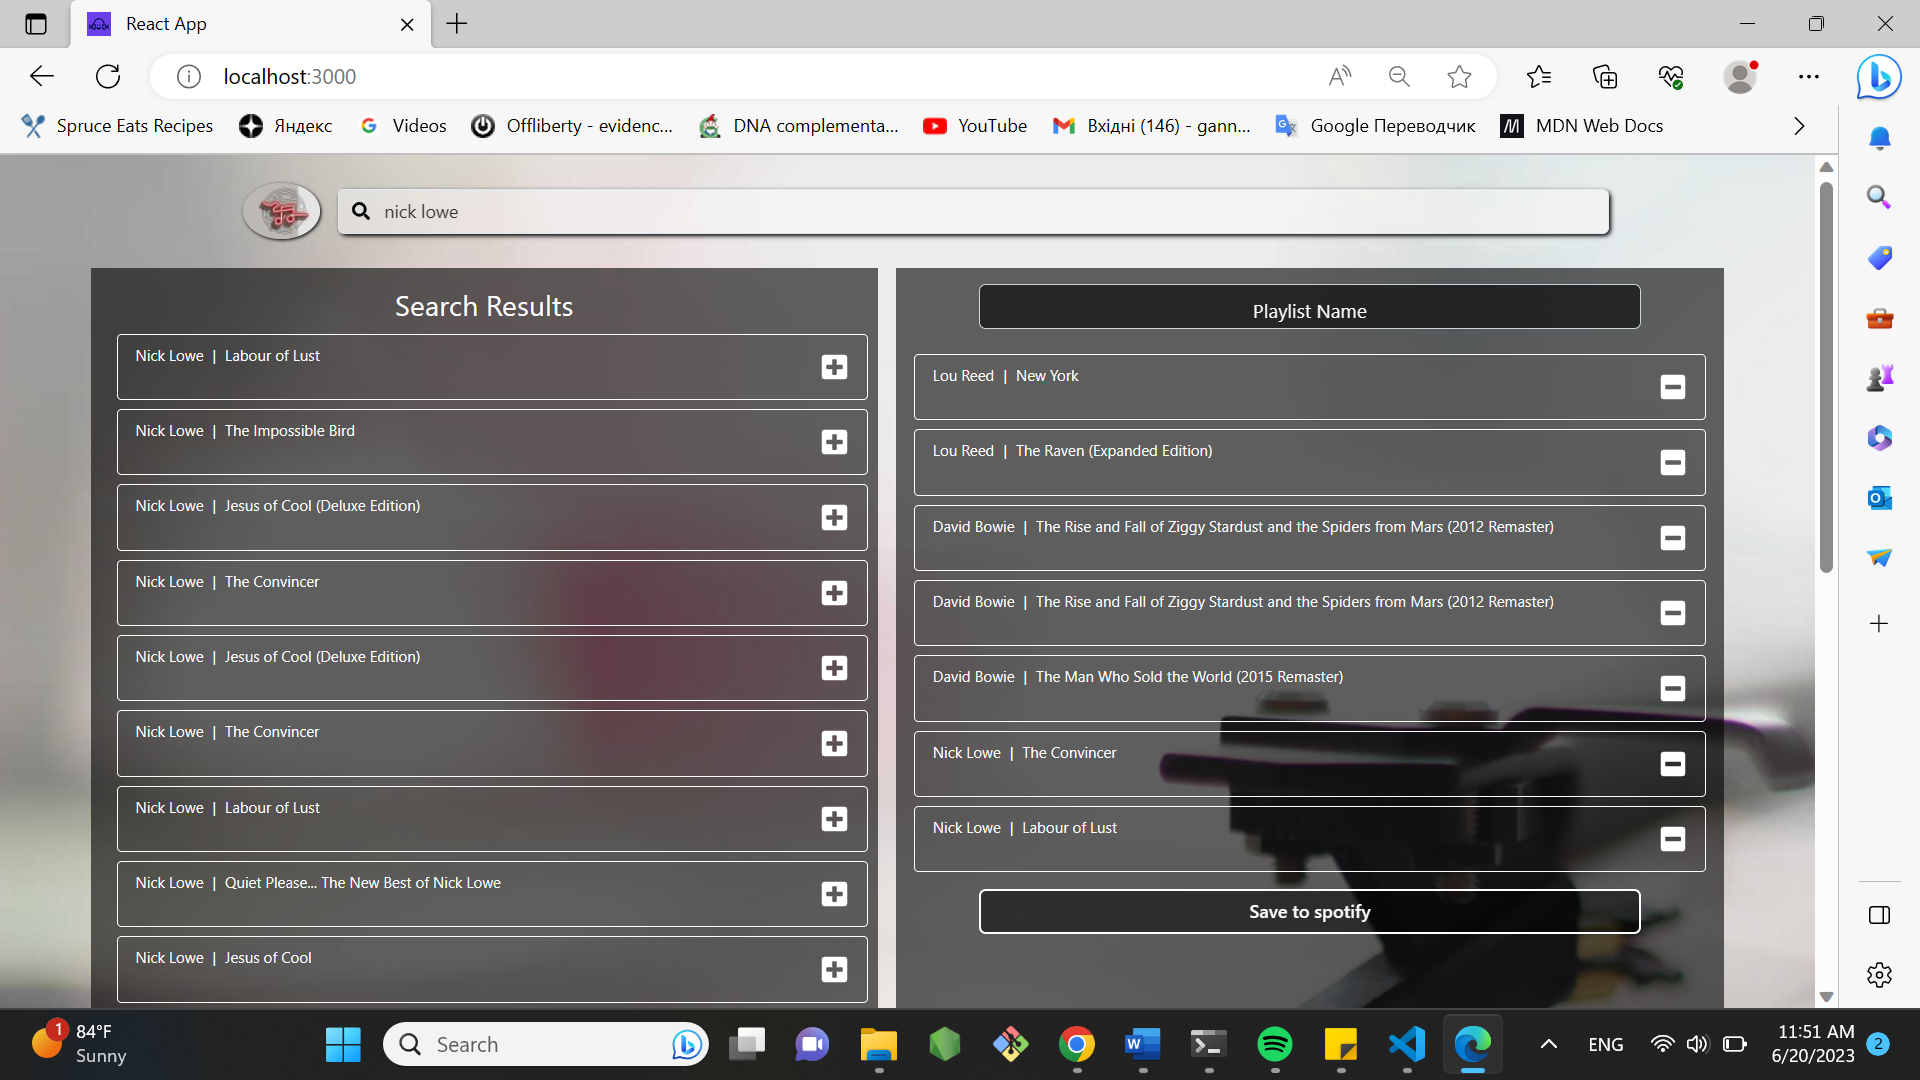 React App
localhost:3000
Spruce Eats Recipes
Яндекс
Videos
Offliberty - evidenc...
DNA complementa...
YouTube
Вхідні (146) - gann...
Google Переводчик
MDN Web Docs
nick lowe
Search Results
Nick Lowe | Labour of Lust
Nick Lowe | The Impossible Bird
Nick Lowe | Jesus of Cool (Deluxe Edition)
Nick Lowe | The Convincer
Nick Lowe | Jesus of Cool (Deluxe Edition)
Nick Lowe | The Convincer
Nick Lowe | Labour of Lust
Nick Lowe | Quiet Please... The New Best of Nick Lowe
Nick Lowe | Jesus of Cool
Playlist Name
Lou Reed | New York
Lou Reed | The Raven (Expanded Edition)
David Bowie | The Rise and Fall of Ziggy Stardust and the Spiders from Mars (2012 Remaster)
David Bowie | The Rise and Fall of Ziggy Stardust and the Spiders from Mars (2012 Remaster)
David Bowie | The Man Who Sold the World (2015 Remaster)
Nick Lowe | The Convincer
Nick Lowe | Labour of Lust
Save to spotify
1
84°F
Sunny
Search
ENG
11:51 AM
6/20/2023
2